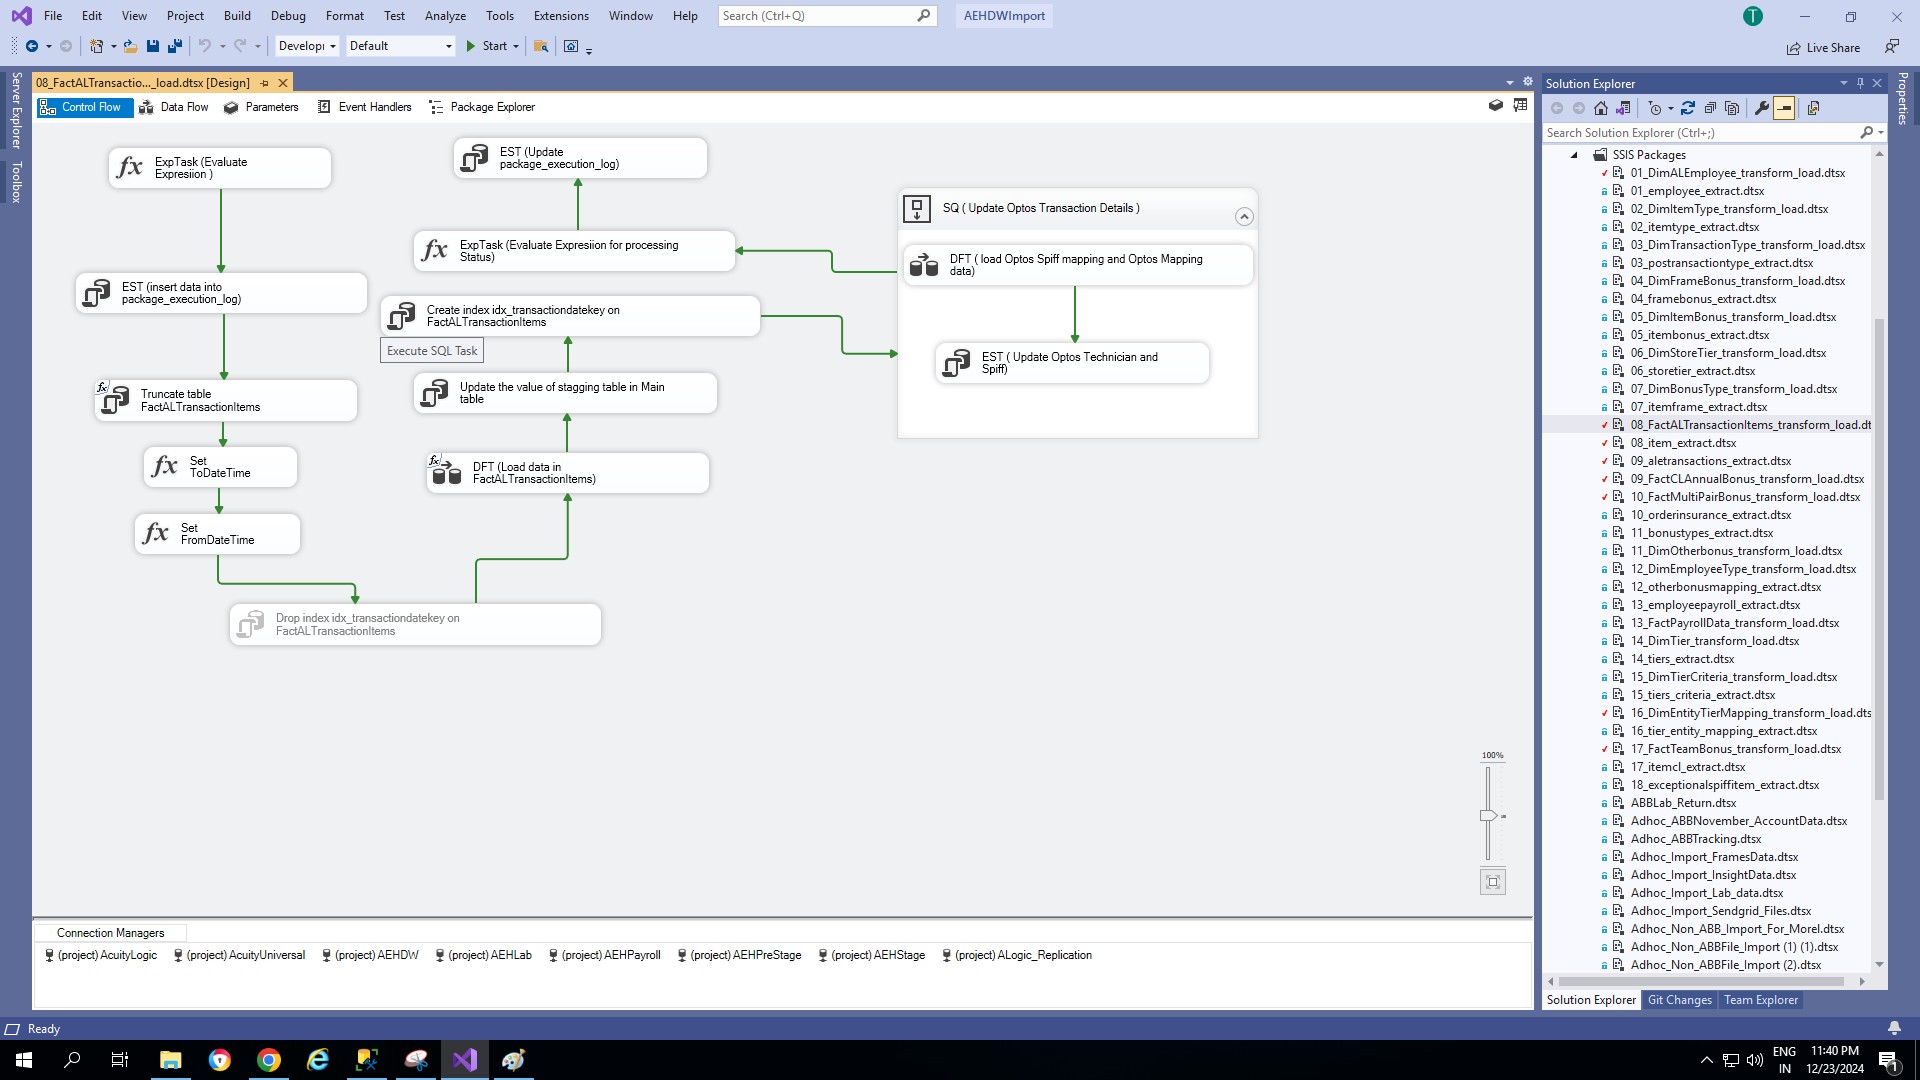 File Edit View Project Build Debug Format Test Analyze Tools Extensions Window Help Search (Ctrl+Q) AEHDWImport T
Default Start Live Share
Server Explorer
Toolbox
08_FactALTransactio..._load.dtsx [Design]
Control Flow Data Flow Parameters Event Handlers Package Explorer
fx ExpTask (Evaluate
Expresiion )
EST (insert data into
package_execution_log)
fx
Truncate table
FactALTransactionItems
fx Set
ToDateTime
fx Set
FromDateTime
Drop index idx_transactiondatekey on
FactALTransactionItems
EST (Update
package_execution_log)
fx ExpTask (Evaluate Expresiion for processing
Status)
Create index idx_transactiondatekey on
FactALTransactionItems
Execute SQL Task
Update the value of stagging table in Main
table
fx
DFT (Load data in
FactALTransactionItems)
SQ ( Update Optos Transaction Details )
DFT ( load Optos Spiff mapping and Optos Mapping
data)
EST ( Update Optos Technician and
Spiff)
100%
Connection Managers
(project) AcuityLogic (project) AcuityUniversal (project) AEHDW (project) AEHLab (project) AEHPayroll (project) AEHPreStage (project) AEHStage (project) ALogic_Replication
Solution Explorer
Search Solution Explorer (Ctrl+;)
SSIS Packages
01_DimALEmployee_transform_load.dtsx
01_employee_extract.dtsx
02_DimItemType_transform_load.dtsx
02_itemtype_extract.dtsx
03_DimTransactionType_transform_load.dtsx
03_postransactiontype_extract.dtsx
04_DimFrameBonus_transform_load.dtsx
04_framebonus_extract.dtsx
05_DimItemBonus_transform_load.dtsx
05_itembonus_extract.dtsx
06_DimStoreTier_transform_load.dtsx
06_storetier_extract.dtsx
07_DimBonusType_transform_load.dtsx
07_itemframe_extract.dtsx
08_FactALTransactionItems_transform_load.dt
08_item_extract.dtsx
09_aletransactions_extract.dtsx
09_FactCLAnnualBonus_transform_load.dtsx
10_FactMultiPairBonus_transform_load.dtsx
10_orderinsurance_extract.dtsx
11_bonustypes_extract.dtsx
11_DimOtherbonus_transform_load.dtsx
12_DimEmployeeType_transform_load.dtsx
12_otherbonusmapping_extract.dtsx
13_employeepayroll_extract.dtsx
13_FactPayrollData_transform_load.dtsx
14_DimTier_transform_load.dtsx
14_tiers_extract.dtsx
15_DimTierCriteria_transform_load.dtsx
15_tiers_criteria_extract.dtsx
16_DimEntityTierMapping_transform_load.dts
16_tier_entity_mapping_extract.dtsx
17_FactTeamBonus_transform_load.dtsx
17_itemcl_extract.dtsx
18_exceptionalspiffitem_extract.dtsx
ABBLab_Return.dtsx
Adhoc_ABBNovember_AccountData.dtsx
Adhoc_ABBTracking.dtsx
Adhoc_Import_FramesData.dtsx
Adhoc_Import_InsightData.dtsx
Adhoc_Import_Lab_data.dtsx
Adhoc_Import_Sendgrid_Files.dtsx
Adhoc_Non_ABB_Import_For_Morel.dtsx
Adhoc_Non_ABBFile_Import (1) (1).dtsx
Adhoc_Non_ABBFile_Import (2).dtsx
Solution Explorer Git Changes Team Explorer
Properties
Ready
ENG
IN
11:40 PM
12/23/2024
1